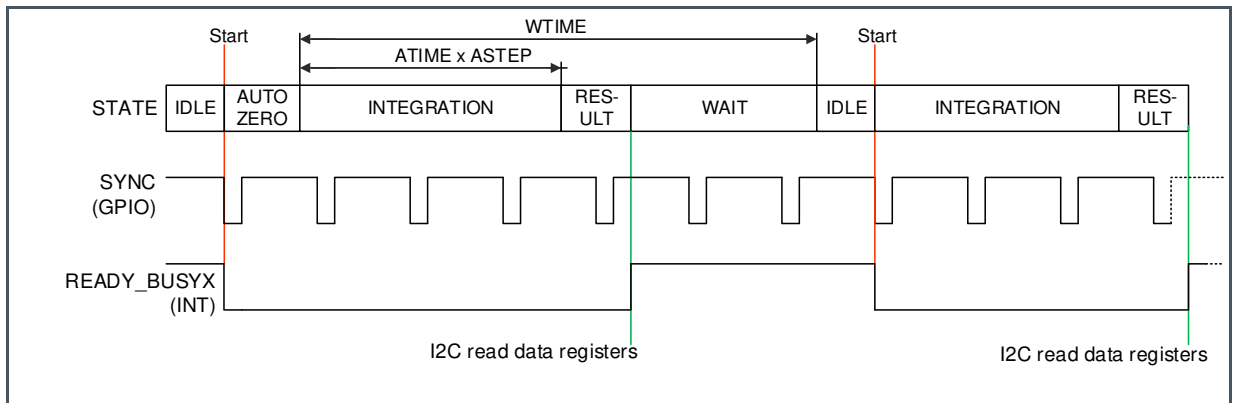 WTIME
Start
Start
ATIME x ASTEP
STATE
IDLE
AUTO
ZERO
INTEGRATION
RES-
ULT
WAIT
IDLE
INTEGRATION
RES-
ULT
SYNC
(GPIO)
READY_BUSYX
(INT)
I2C read data registers
I2C read data registers